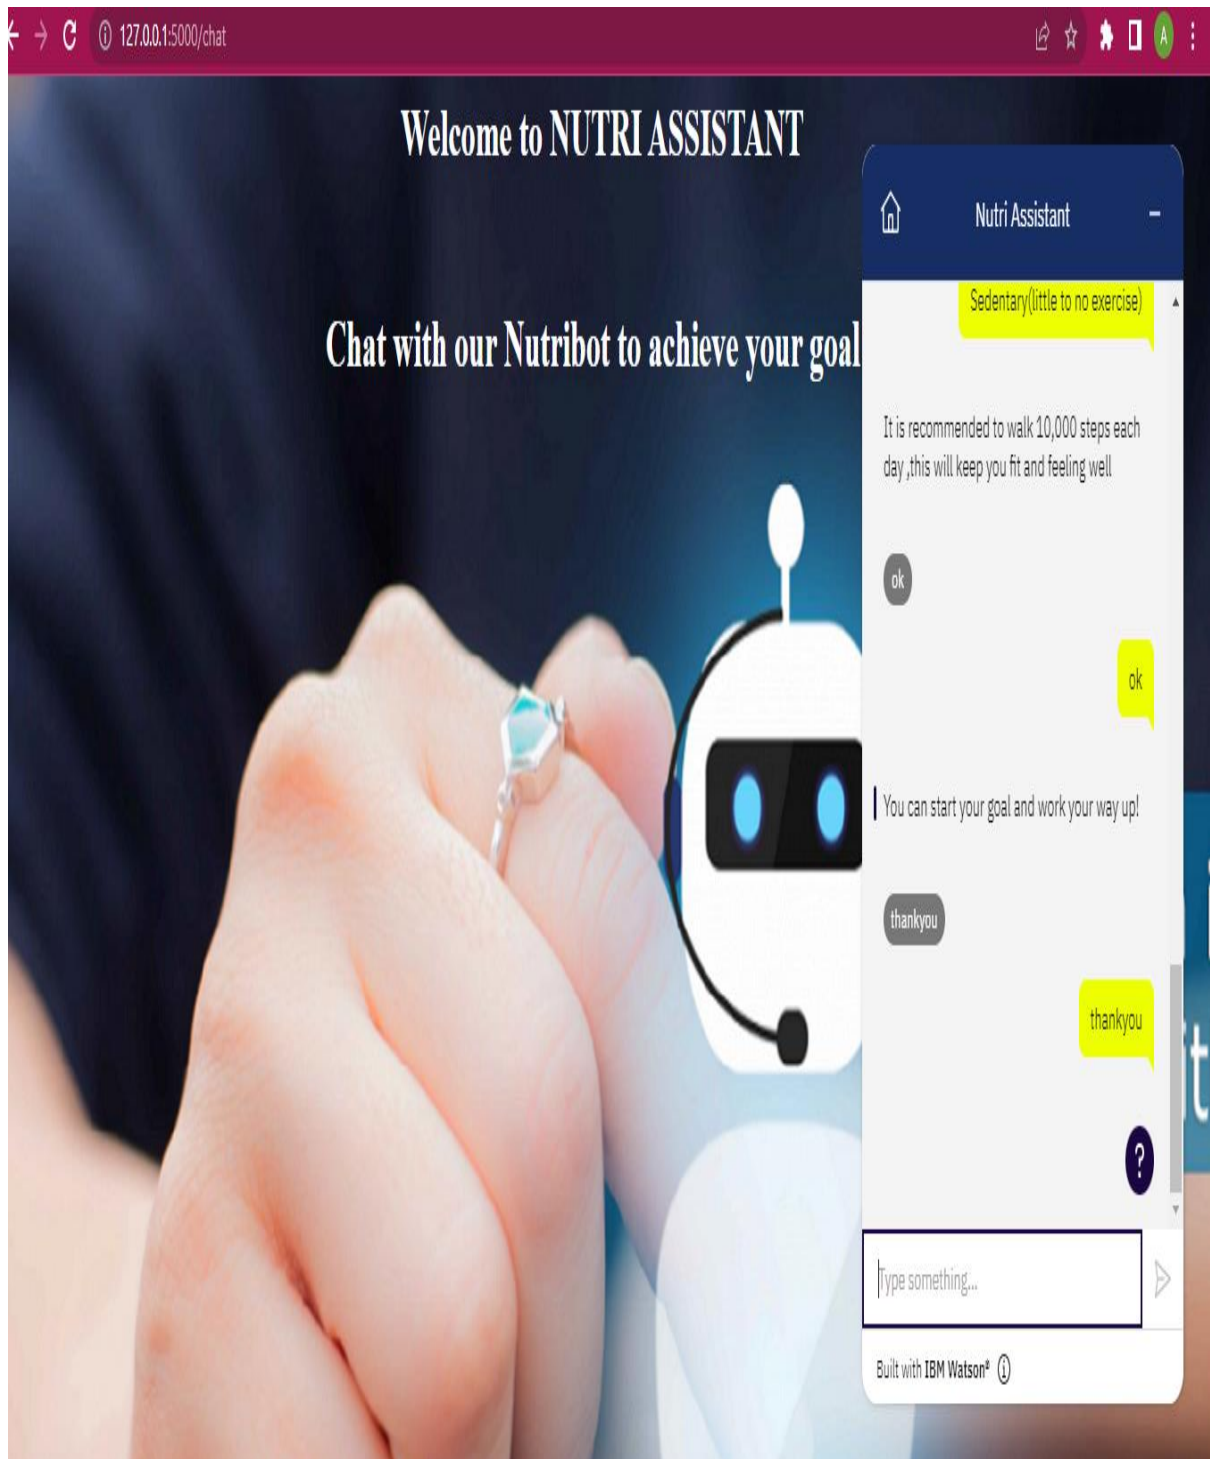 127.0.0.1:5000/chat
A
Welcome to NUTRI ASSISTANT
Chat with our Nutribot to achieve your goal
Nutri Assistant
Sedentary(little to no exercise)
It is recommended to walk 10,000 steps each
day ,this will keep you fit and feeling well
ok
ok
You can start your goal and work your way up!
thankyou
thankyou
?
Type something...
Built with IBM Watson®
it